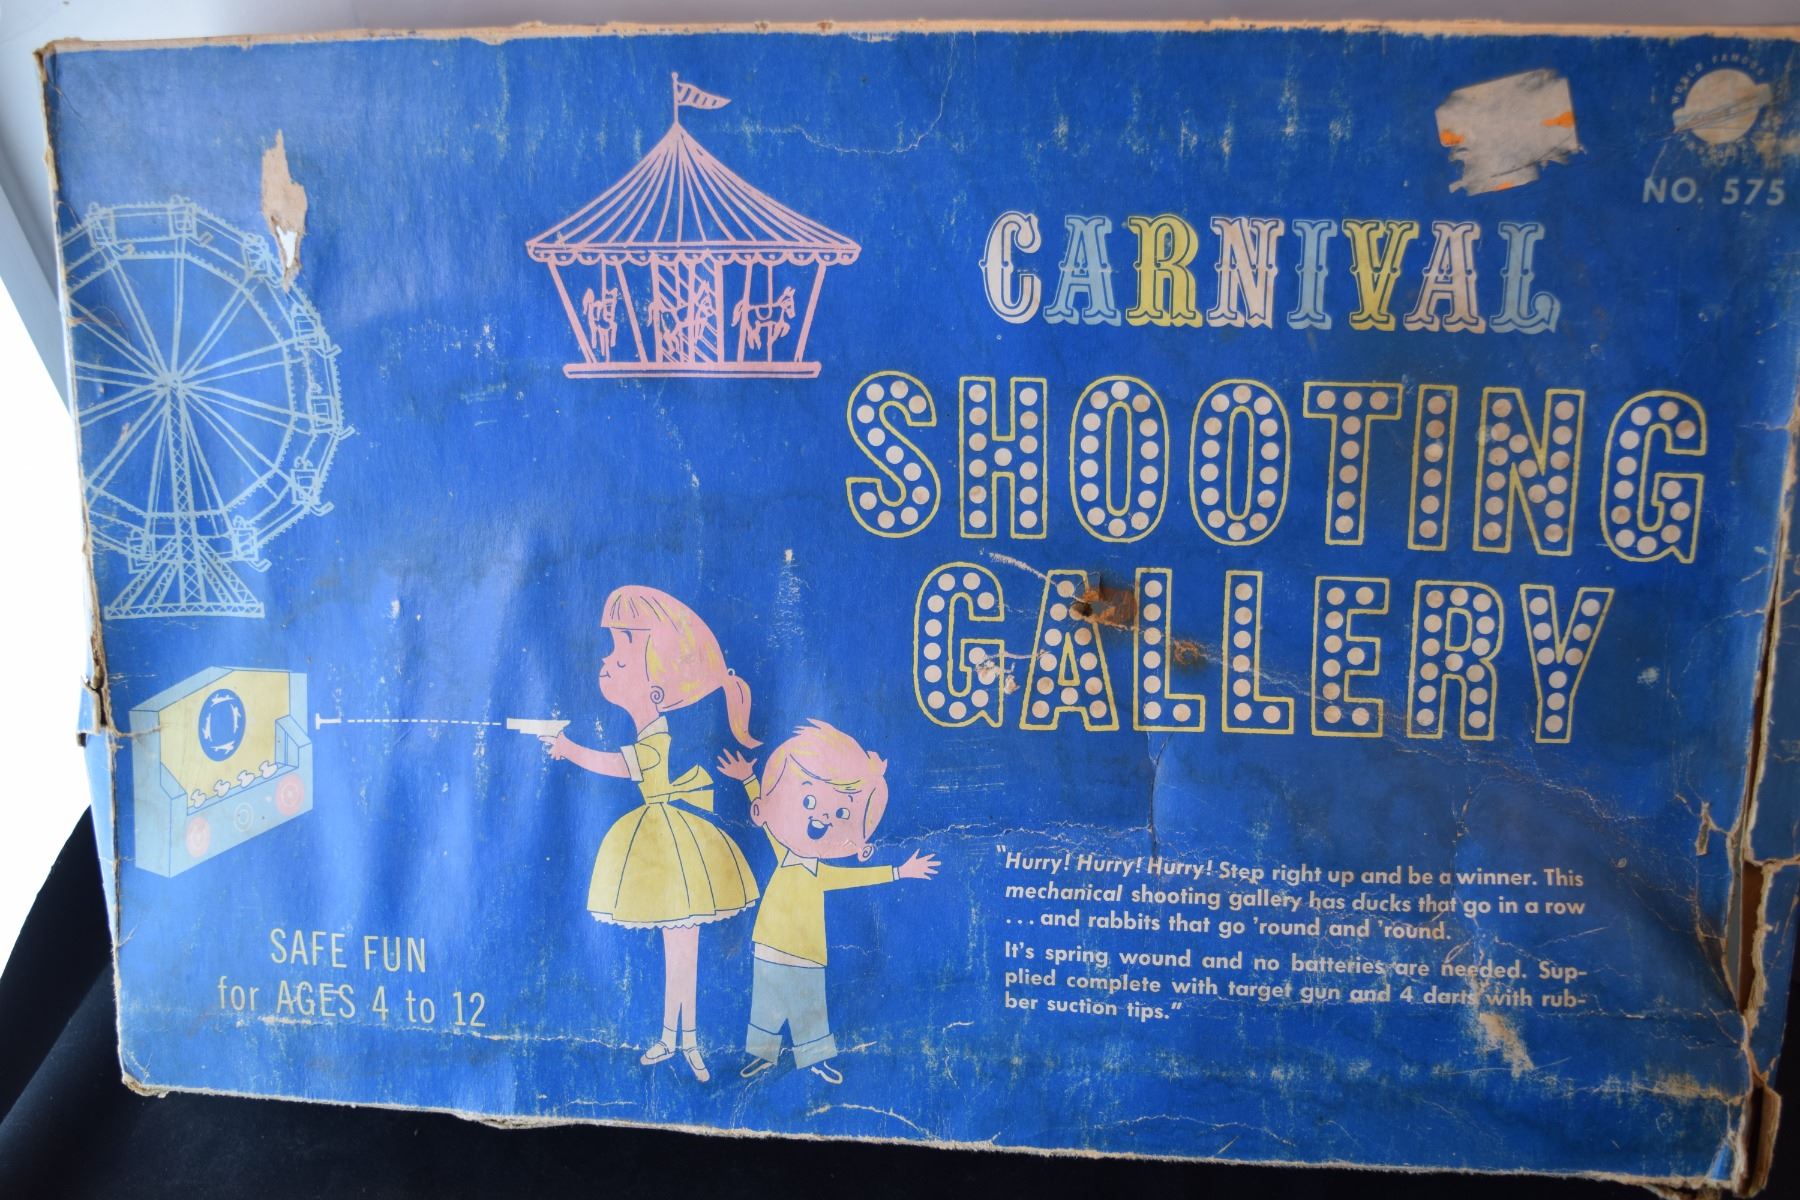 WORLD FAMOUS
NO. 575
CARNIVAL
SHOOTING
GALLERY
"Hurry! Hurry! Hurry! Step right up and be a winner. This
mechanical shooting gallery has ducks that go in a row
... and rabbits that go 'round and 'round.
It's spring wound and no batteries are needed. Sup-
plied complete with target gun and 4 darts with rub-
ber suction tips."
SAFE FUN
for AGES 4 to 12